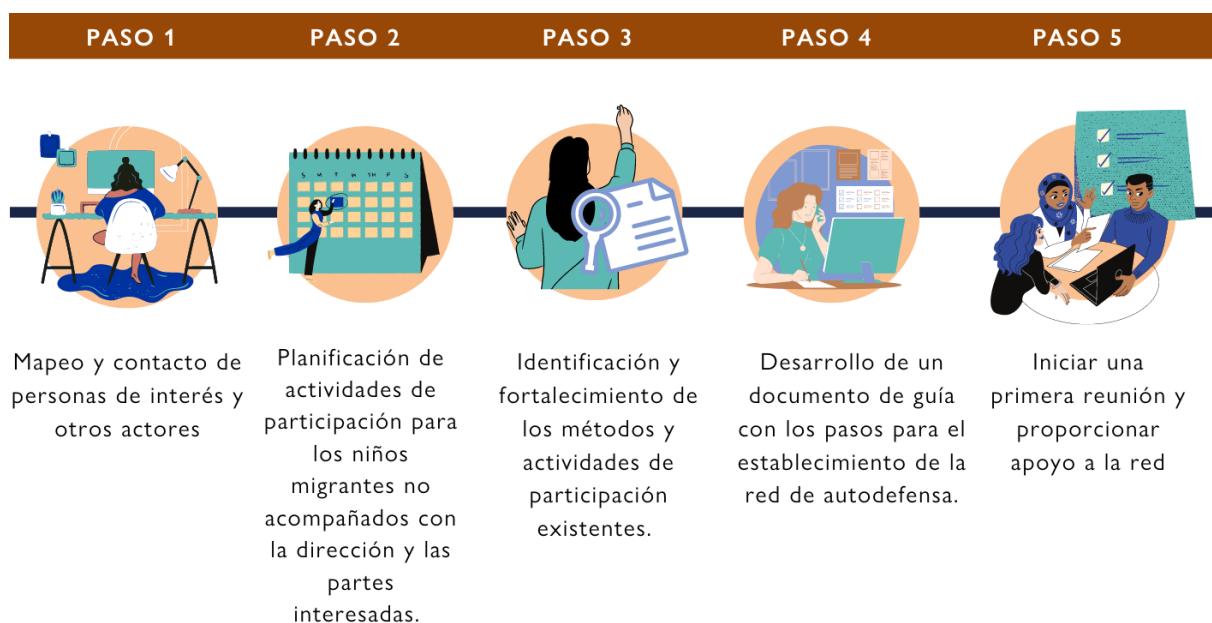 PASO 1
PASO 2
PASO 3
PASO 4
PASO 5
S M T W TH F S
Mapeo y contacto de
personas de interés y
otros actores
Planificación de
actividades de
participación para
los niños
migrantes no
acompañados con
la dirección y las
partes
interesadas.
Identificación y
fortalecimiento de
los métodos y
actividades de
participación
existentes.
Desarrollo de un
documento de guía
con los pasos para el
establecimiento de la
red de autodefensa.
Iniciar una
primera reunión y
proporcionar
apoyo a la red